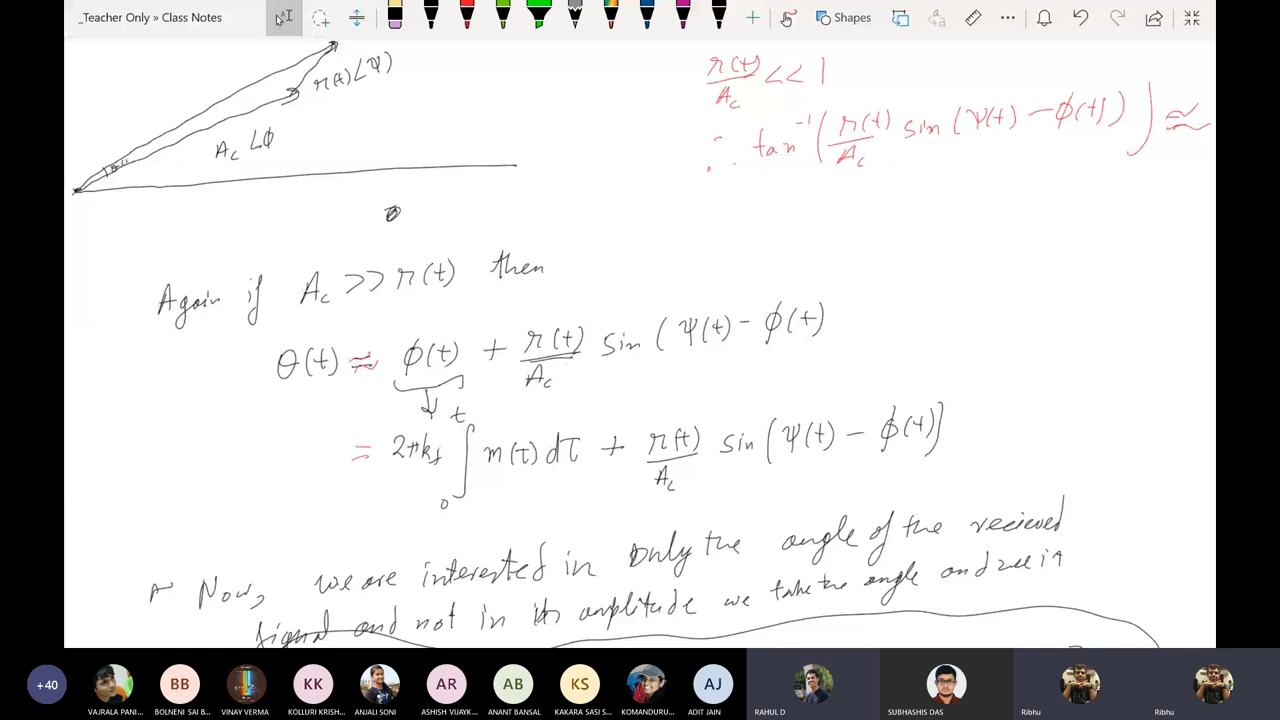 _Teacher Only » Class Notes
Shapes
r(t)∠ψ
A_c ∠φ
θ
r(t)/A_c << 1
∴ tan⁻¹(r(t)/A_c sin(ψ(t) − φ(t))) ≈
Again if A_c >> r(t) then
θ(t) ≈ φ(t) + r(t)/A_c sin(ψ(t) − φ(t)
= 2πk_f ∫₀ᵗ m(τ) dτ + r(t)/A_c sin(ψ(t) − φ(t))
Now, we are interested in only the angle of the recieved
signal and not in its amplitude we take the angle and see it
+40
BB
KK
AR
AB
KS
AJ
VAJRALA PANI...
BOLNENI SAI B...
VINAY VERMA
KOLLURI KRISH...
ANJALI SONI
ASHISH VIJAYK...
ANANT BANSAL
KAKARA SASI S...
KOMANDURU...
ADIT JAIN
RAHUL D
SUBHASHIS DAS
Ribhu
Ribhu